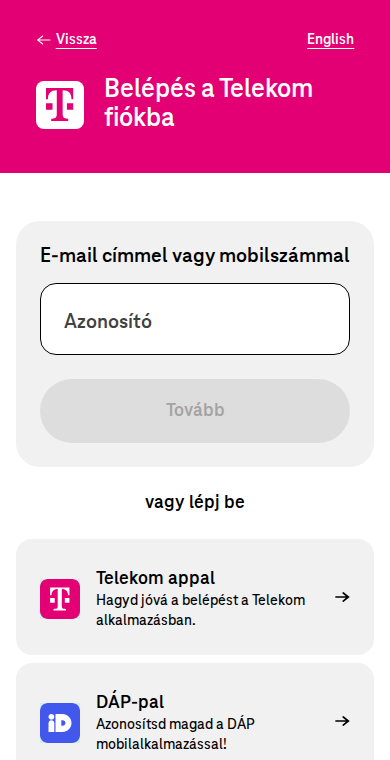 Vissza
English
Belépés a Telekom
fiókba
E-mail címmel vagy mobilszámmal
Azonosító
Tovább
vagy lépj be
Telekom appal
Hagyd jóvá a belépést a Telekom
alkalmazásban.
DÁP-pal
Azonosítsd magad a DÁP
mobilalkalmazással!